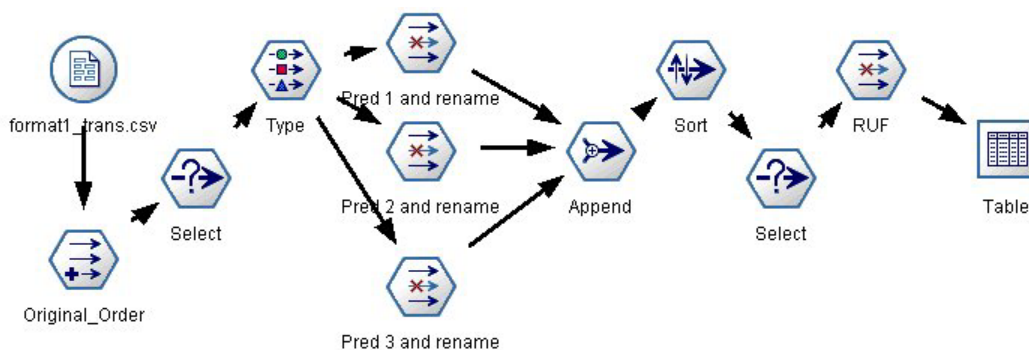 format1_trans.csv
Original_Order
Select
Type
Pred 1 and rename
Pred 2 and rename
Pred 3 and rename
Append
Sort
Select
RUF
Table